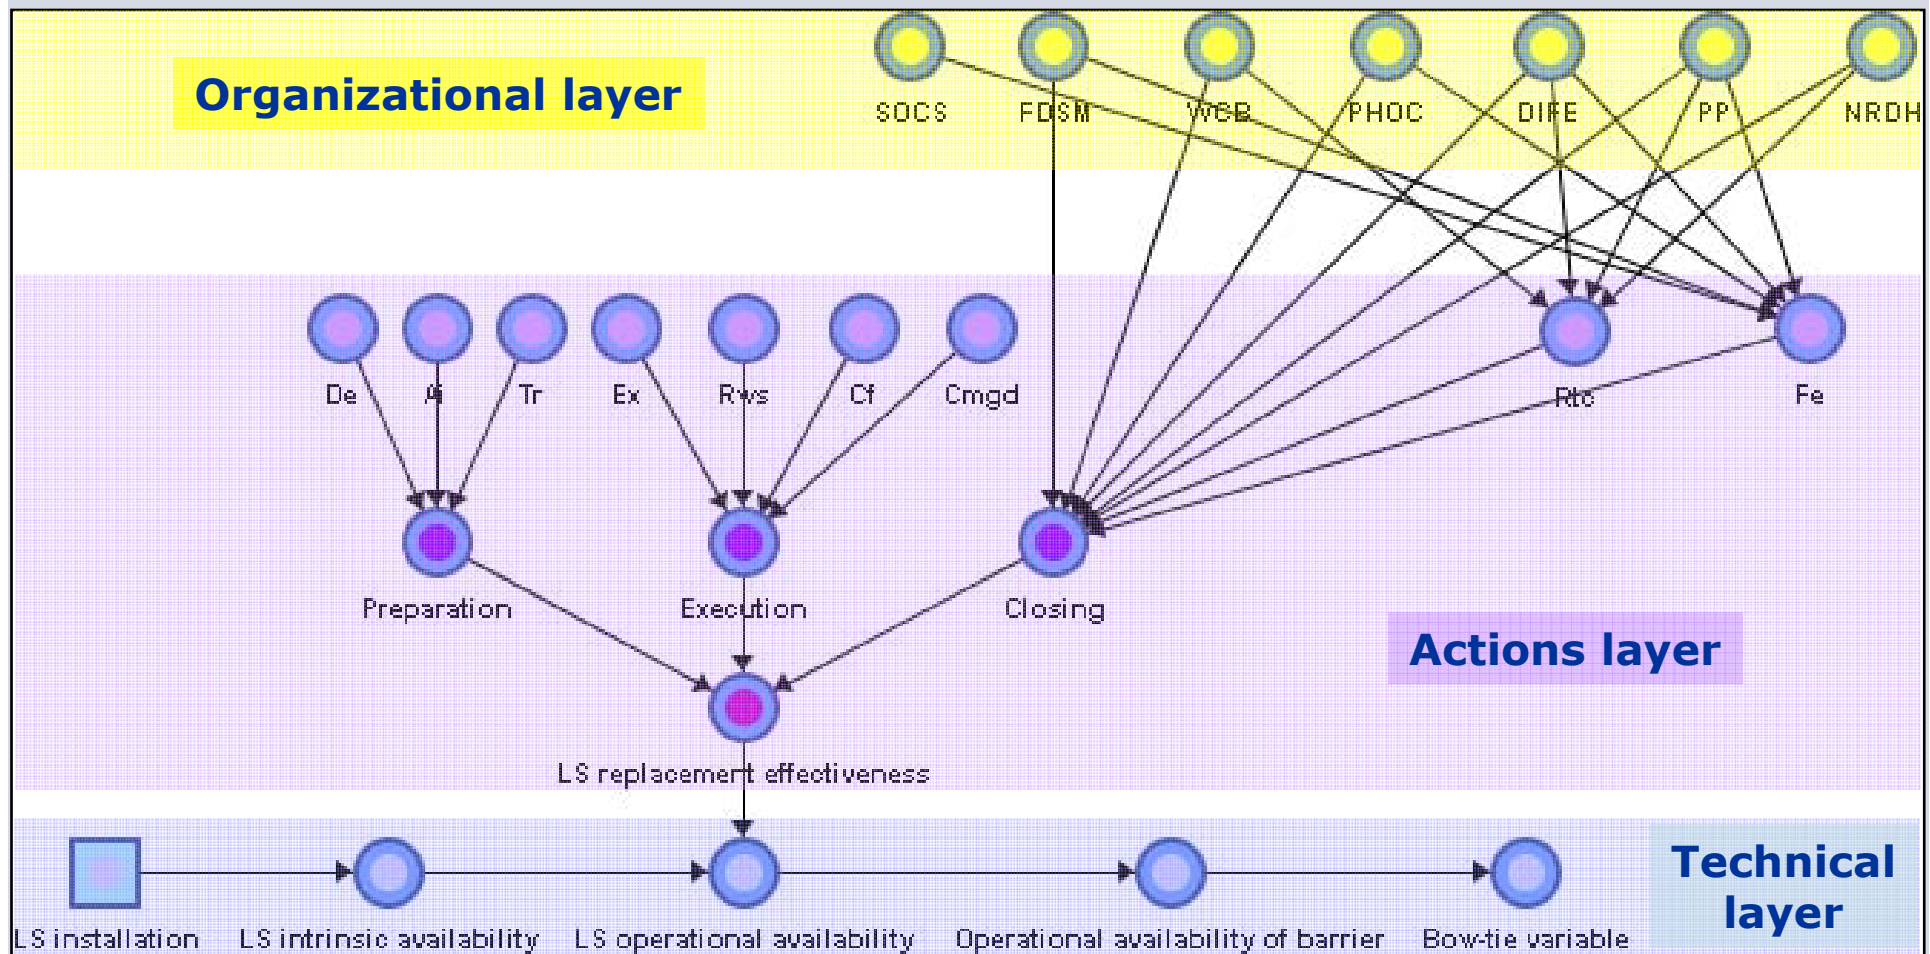 Organizational layer
SOCS FDSM WCB PHOC DIFE PP NRDH
De Ai Tr Ex Rws Cf Cmgd Rtc Fe
Preparation Execution Closing
Actions layer
LS replacement effectiveness
Technical
layer
LS installation LS intrinsic availability LS operational availability Operational availability of barrier Bow-tie variable